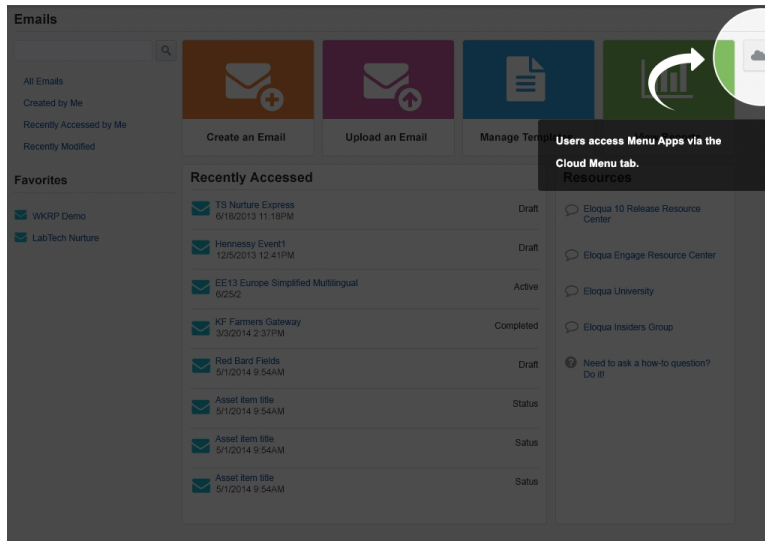 Emails
All Emails
Created by Me
Recently Accessed by Me
Recently Modified
Favorites
WKRP Demo
LabTech Nurture
Create an Email
Upload an Email
Manage Templates
Users access Menu Apps via the
Cloud Menu tab.
Recently Accessed
TS Nurture Express
6/18/2013 11:18PM
Draft
Hennessy Event1
12/5/2013 12:41PM
Draft
EE13 Europe Simplified Multilingual
6/25/2
Active
KF Farmers Gateway
3/3/2014 2:37PM
Completed
Red Bard Fields
5/1/2014 9:54AM
Draft
Asset item title
5/1/2014 9:54AM
Status
Asset item title
5/1/2014 9:54AM
Satus
Asset item title
5/1/2014 9:54AM
Satus
Resources
Eloqua 10 Release Resource
Center
Eloqua Engage Resource Center
Eloqua University
Eloqua Insiders Group
Need to ask a how-to question?
Do it!